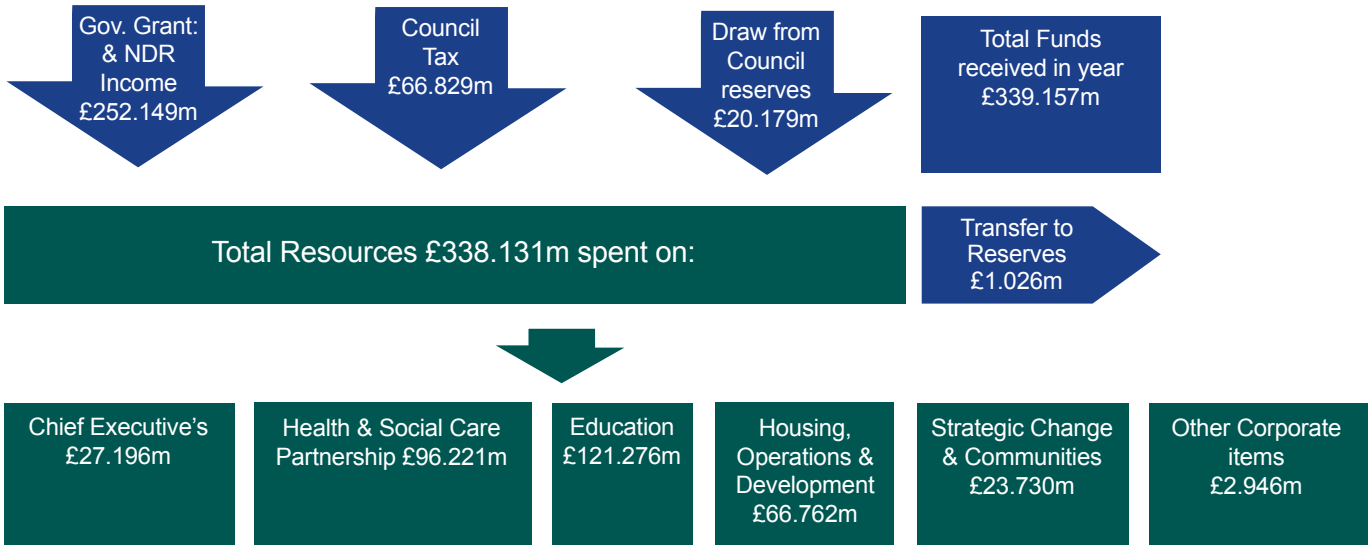 Gov. Grant:
& NDR
Income
£252.149m
Council
Tax
£66.829m
Draw from
Council
reserves
£20.179m
Total Funds
received in year
£339.157m
Total Resources £338.131m spent on:
Transfer to
Reserves
£1.026m
Chief Executive's
£27.196m
Health & Social Care
Partnership £96.221m
Education
£121.276m
Housing,
Operations &
Development
£66.762m
Strategic Change
& Communities
£23.730m
Other Corporate
items
£2.946m